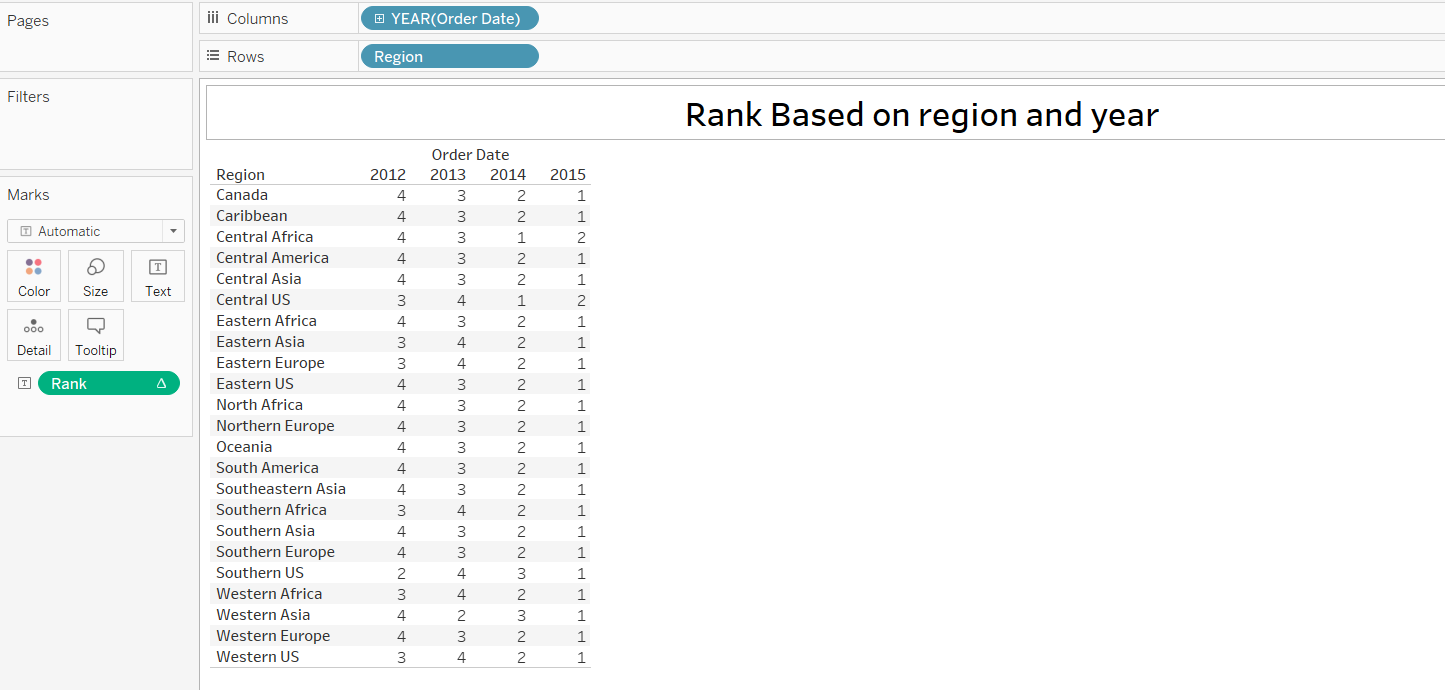 Pages
Columns YEAR(Order Date)
Rows Region
Filters
Marks
Automatic
Color Size Text
Detail Tooltip
Rank
Rank Based on region and year
Order Date
Region 2012 2013 2014 2015
Canada 4 3 2 1
Caribbean 4 3 2 1
Central Africa 4 3 1 2
Central America 4 3 2 1
Central Asia 4 3 2 1
Central US 3 4 1 2
Eastern Africa 4 3 2 1
Eastern Asia 3 4 2 1
Eastern Europe 3 4 2 1
Eastern US 4 3 2 1
North Africa 4 3 2 1
Northern Europe 4 3 2 1
Oceania 4 3 2 1
South America 4 3 2 1
Southeastern Asia 4 3 2 1
Southern Africa 3 4 2 1
Southern Asia 4 3 2 1
Southern Europe 4 3 2 1
Southern US 2 4 3 1
Western Africa 3 4 2 1
Western Asia 4 2 3 1
Western Europe 4 3 2 1
Western US 3 4 2 1